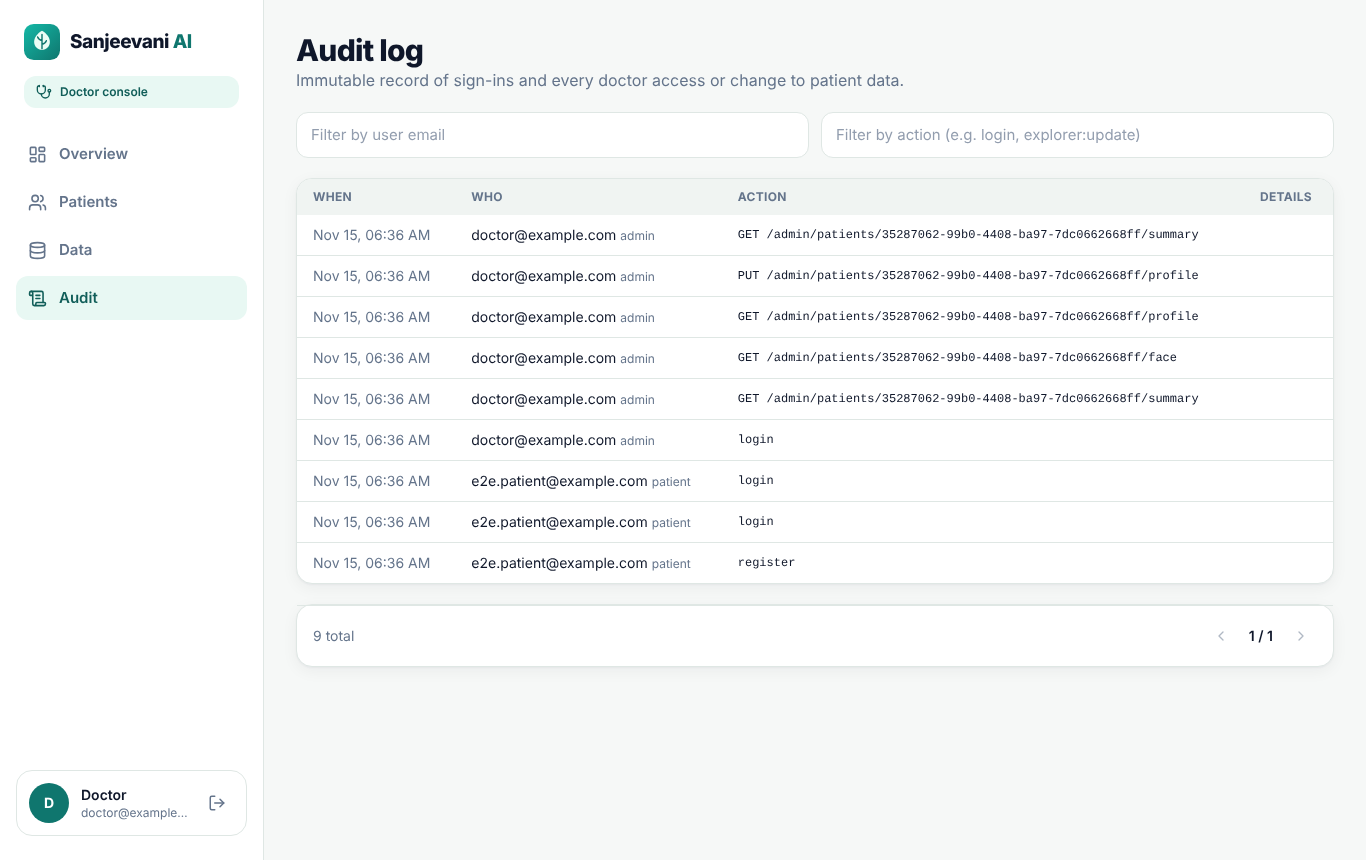 Sanjeevani AI
Doctor console
Overview
Patients
Data
Audit
Doctor
doctor@example...
D
Audit log
Immutable record of sign-ins and every doctor access or change to patient data.
Filter by user email
Filter by action (e.g. login, explorer:update)
WHEN WHO ACTION DETAILS
Nov 15, 06:36 AM doctor@example.com admin GET /admin/patients/35287062-99b0-4408-ba97-7dc0662668ff/summary
Nov 15, 06:36 AM doctor@example.com admin PUT /admin/patients/35287062-99b0-4408-ba97-7dc0662668ff/profile
Nov 15, 06:36 AM doctor@example.com admin GET /admin/patients/35287062-99b0-4408-ba97-7dc0662668ff/profile
Nov 15, 06:36 AM doctor@example.com admin GET /admin/patients/35287062-99b0-4408-ba97-7dc0662668ff/face
Nov 15, 06:36 AM doctor@example.com admin GET /admin/patients/35287062-99b0-4408-ba97-7dc0662668ff/summary
Nov 15, 06:36 AM doctor@example.com admin login
Nov 15, 06:36 AM e2e.patient@example.com patient login
Nov 15, 06:36 AM e2e.patient@example.com patient login
Nov 15, 06:36 AM e2e.patient@example.com patient register
9 total
1 / 1